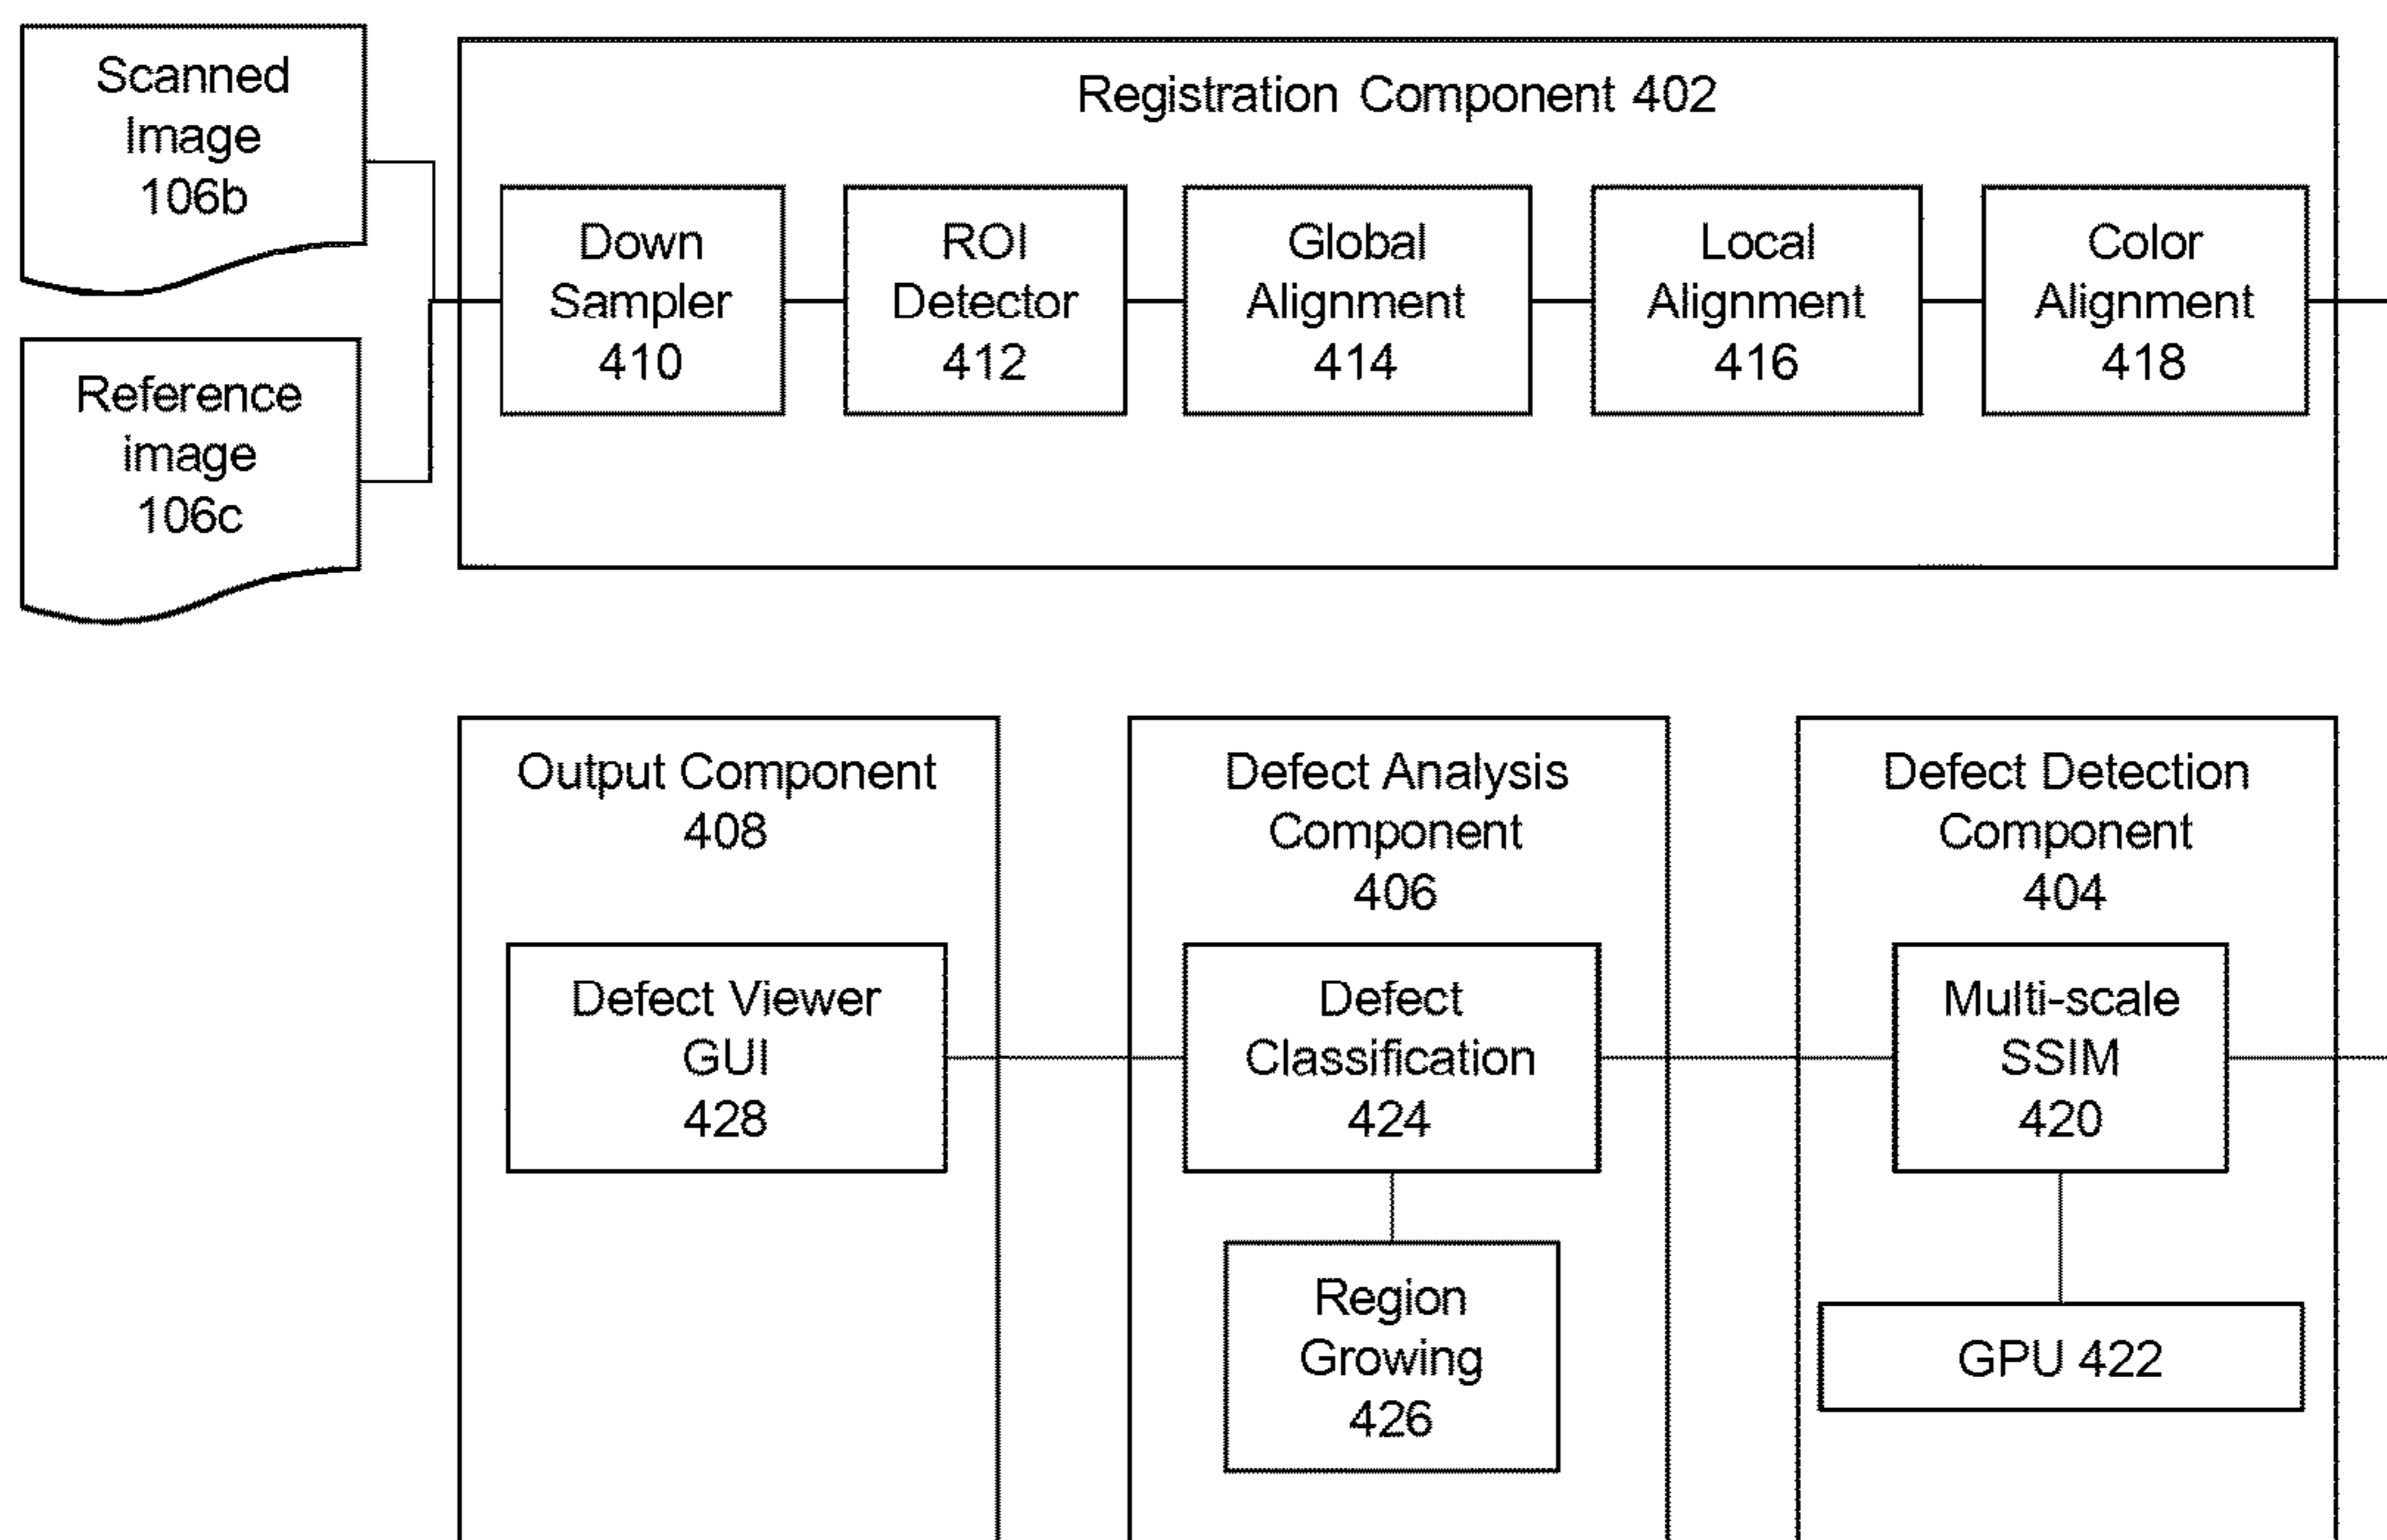 Scanned
Image
106b
Reference
image
106c
Registration Component 402
Down
Sampler
410
ROI
Detector
412
Global
Alignment
414
Local
Alignment
416
Color
Alignment
418
Output Component
408
Defect Viewer
GUI
428
Defect Analysis
Component
406
Defect
Classification
424
Region
Growing
426
Defect Detection
Component
404
Multi-scale
SSIM
420
GPU 422